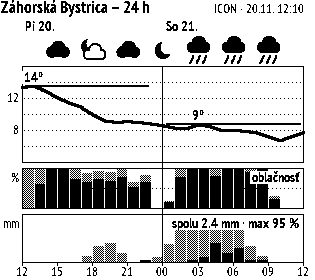 Záhorská Bystrica – 24 h
ICON · 20.11. 12:10
Pi 20.
So 21.
14°
9°
12
8
%
oblačnosť
mm
spolu 2.4 mm · max 95 %
12 15 18 21 00 03 06 09 12